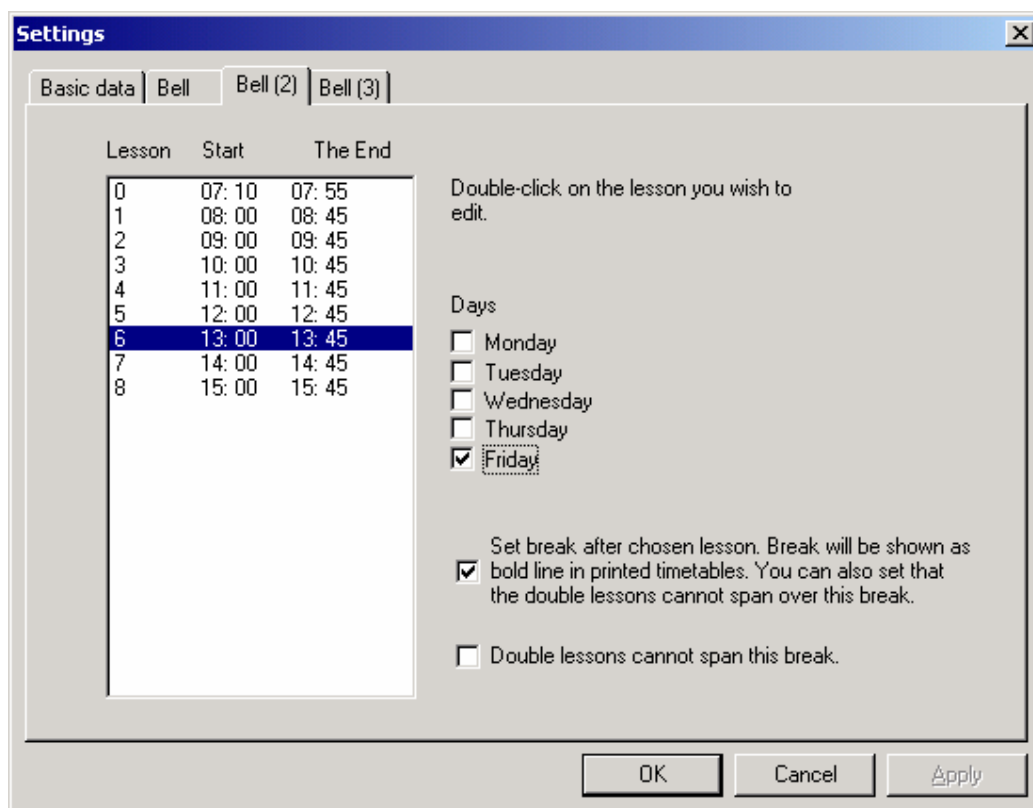 Settings
Basic data Bell Bell (2) Bell (3)
Lesson Start The End
0 07: 10 07: 55
1 08: 00 08: 45
2 09: 00 09: 45
3 10: 00 10: 45
4 11: 00 11: 45
5 12: 00 12: 45
6 13: 00 13: 45
7 14: 00 14: 45
8 15: 00 15: 45
Double-click on the lesson you wish to
edit.
Days
Monday
Tuesday
Wednesday
Thursday
Friday
Set break after chosen lesson. Break will be shown as
bold line in printed timetables. You can also set that
the double lessons cannot span over this break.
Double lessons cannot span this break.
OK Cancel Apply